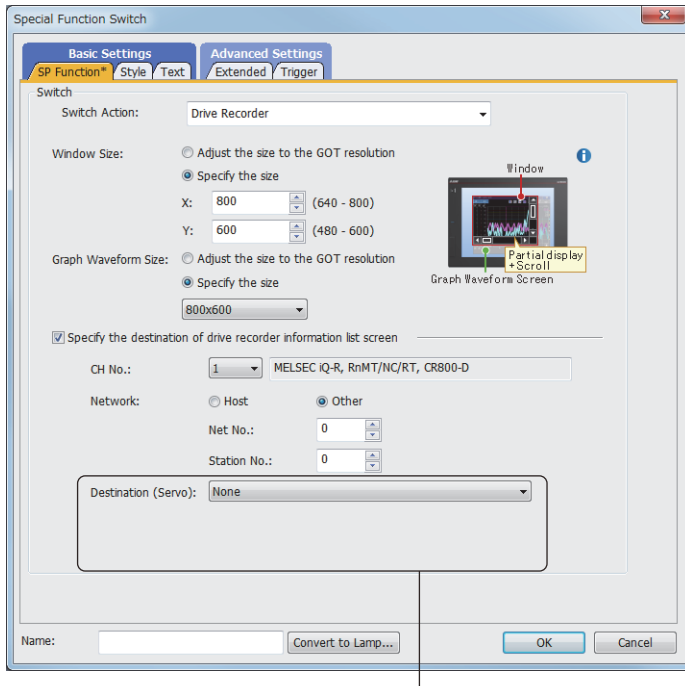 Special Function Switch
x
Basic Settings
Advanced Settings
SP Function* Style Text Extended Trigger
Switch
Switch Action: Drive Recorder
Window Size: Adjust the size to the GOT resolution
Specify the size
X: 800 (640 - 800)
Y: 600 (480 - 600)
Window
Partial display
+Scroll
Graph Waveform Screen
Graph Waveform Size: Adjust the size to the GOT resolution
Specify the size
800x600
Specify the destination of drive recorder information list screen
CH No.: 1 MELSEC iQ-R, RnMT/NC/RT, CR800-D
Network: Host Other
Net No.: 0
Station No.: 0
Destination (Servo): None
Name: Convert to Lamp... OK Cancel